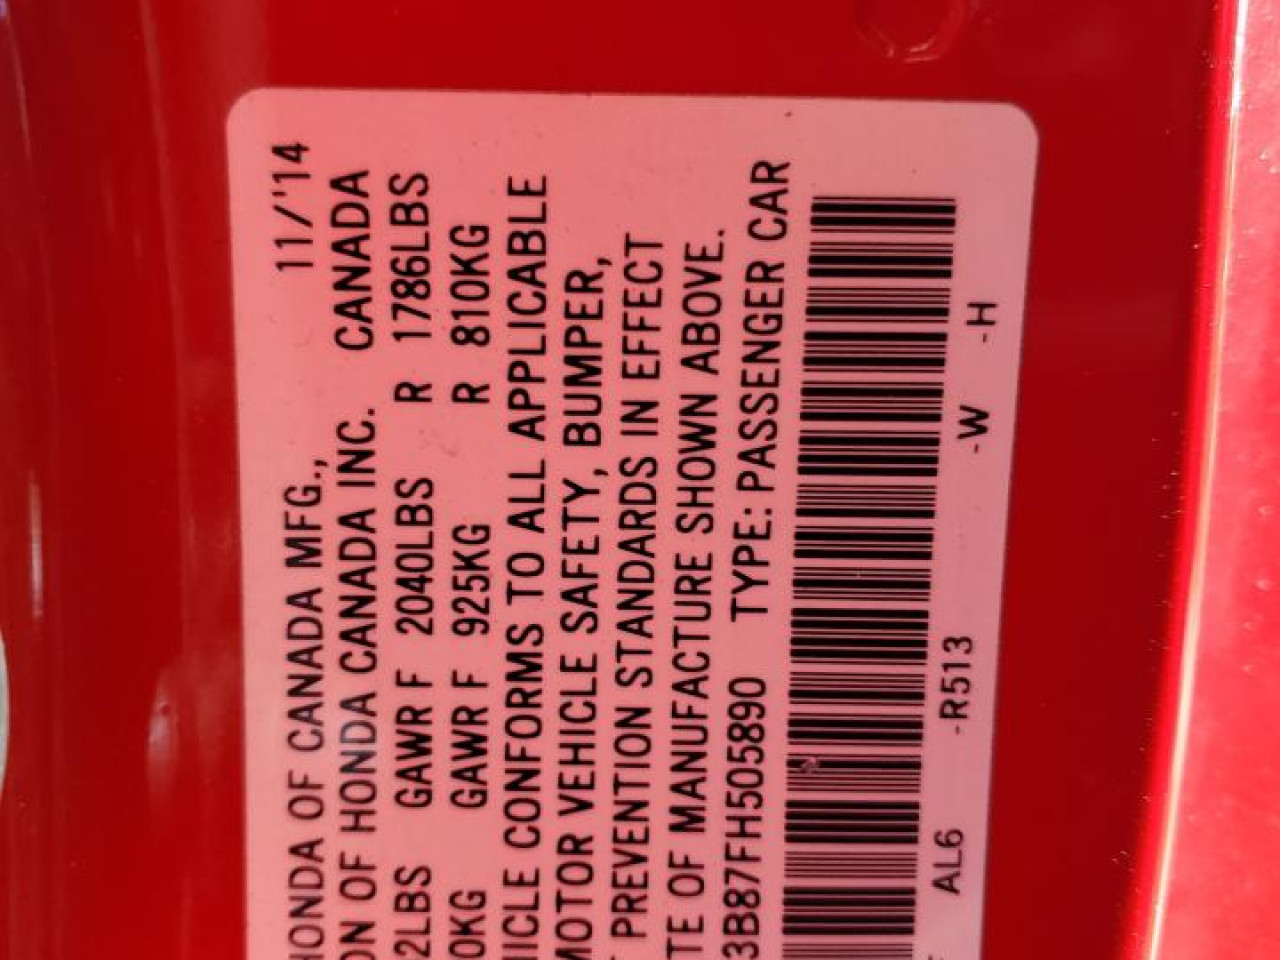 HONDA OF CANADA MFG., 11/'14
ON OF HONDA CANADA INC. CANADA
2LBS GAWR F 2040LBS R 1786LBS
0KG GAWR F 925KG R 810KG
HICLE CONFORMS TO ALL APPLICABLE
MOTOR VEHICLE SAFETY, BUMPER,
PREVENTION STANDARDS IN EFFECT
TE OF MANUFACTURE SHOWN ABOVE.
3B87FH505890 TYPE: PASSENGER CAR
AL6 -R513 -W -H